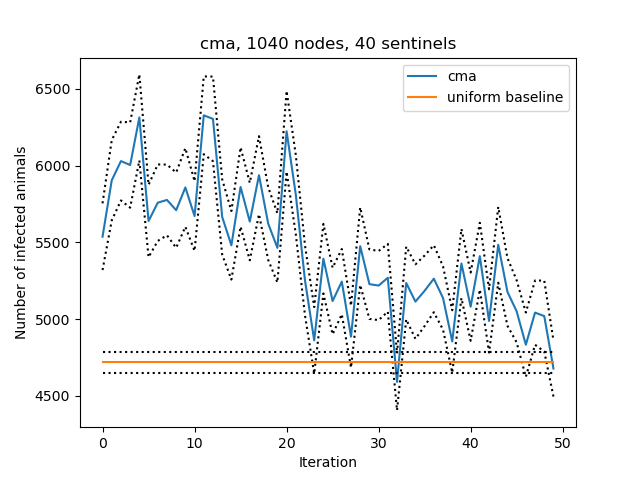 cma, 1040 nodes, 40 sentinels
cma
uniform baseline
Number of infected animals
6500
6000
5500
5000
4500
0 10 20 30 40 50
Iteration